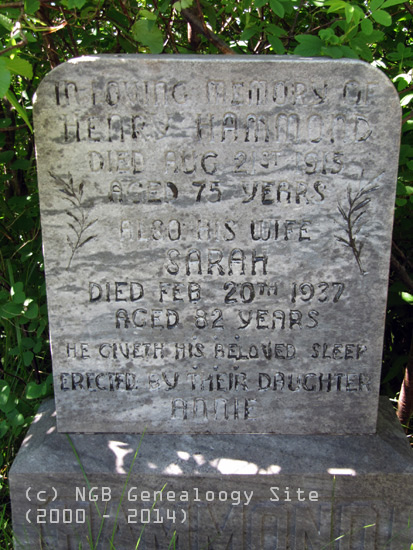 IN LOVING MEMORY OF
HENRY HAMMOND
DIED AUG 21ST 1915
AGED 75 YEARS
ALSO HIS WIFE
SARAH
DIED FEB 20TH 1937
AGED 82 YEARS
HE GIVETH HIS BELOVED SLEEP
ERECTED BY THEIR DAUGHTER
ANNIE
HAMMOND
(c) NGB Genealoogy Site
(2000 - 2014)